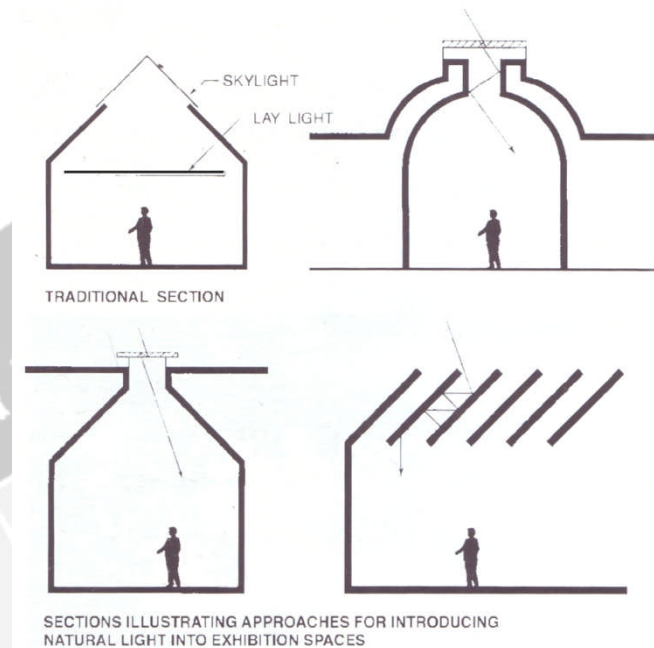 SKYLIGHT
LAY LIGHT
TRADITIONAL SECTION
SECTIONS ILLUSTRATING APPROACHES FOR INTRODUCING
NATURAL LIGHT INTO EXHIBITION SPACES